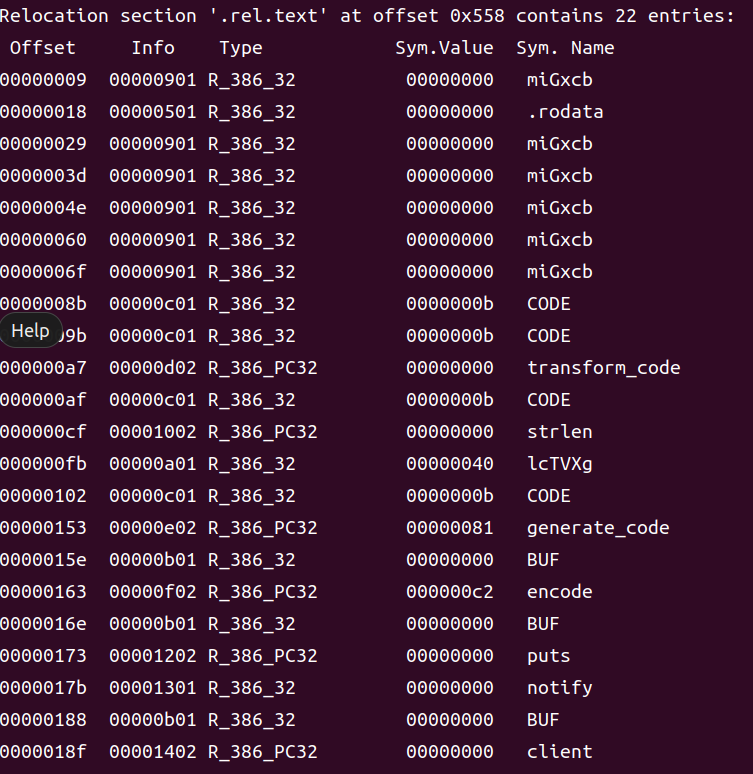 Relocation section '.rel.text' at offset 0x558 contains 22 entries:
Offset Info Type Sym.Value Sym. Name
00000009 00000901 R_386_32 00000000 miGxcb
00000018 00000501 R_386_32 00000000 .rodata
00000029 00000901 R_386_32 00000000 miGxcb
0000003d 00000901 R_386_32 00000000 miGxcb
0000004e 00000901 R_386_32 00000000 miGxcb
00000060 00000901 R_386_32 00000000 miGxcb
0000006f 00000901 R_386_32 00000000 miGxcb
0000008b 00000c01 R_386_32 0000000b CODE
Help 9b 00000c01 R_386_32 0000000b CODE
000000a7 00000d02 R_386_PC32 00000000 transform_code
000000af 00000c01 R_386_32 0000000b CODE
000000cf 00001002 R_386_PC32 00000000 strlen
000000fb 00000a01 R_386_32 00000040 lcTVXg
00000102 00000c01 R_386_32 0000000b CODE
00000153 00000e02 R_386_PC32 00000081 generate_code
0000015e 00000b01 R_386_32 00000000 BUF
00000163 00000f02 R_386_PC32 000000c2 encode
0000016e 00000b01 R_386_32 00000000 BUF
00000173 00001202 R_386_PC32 00000000 puts
0000017b 00001301 R_386_32 00000000 notify
00000188 00000b01 R_386_32 00000000 BUF
0000018f 00001402 R_386_PC32 00000000 client